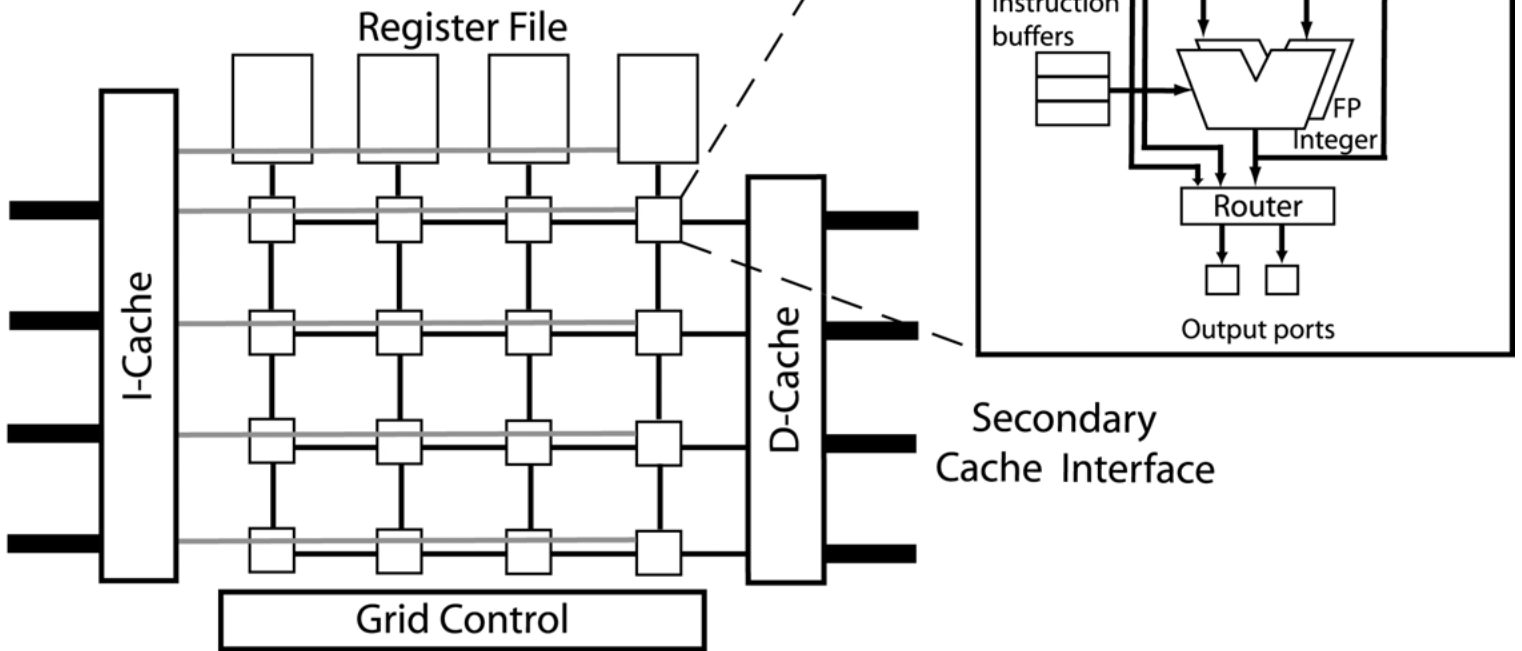 Register File
Instruction
buffers
FP
Integer
Router
Output ports
I-Cache
D-Cache
Secondary
Cache Interface
Grid Control